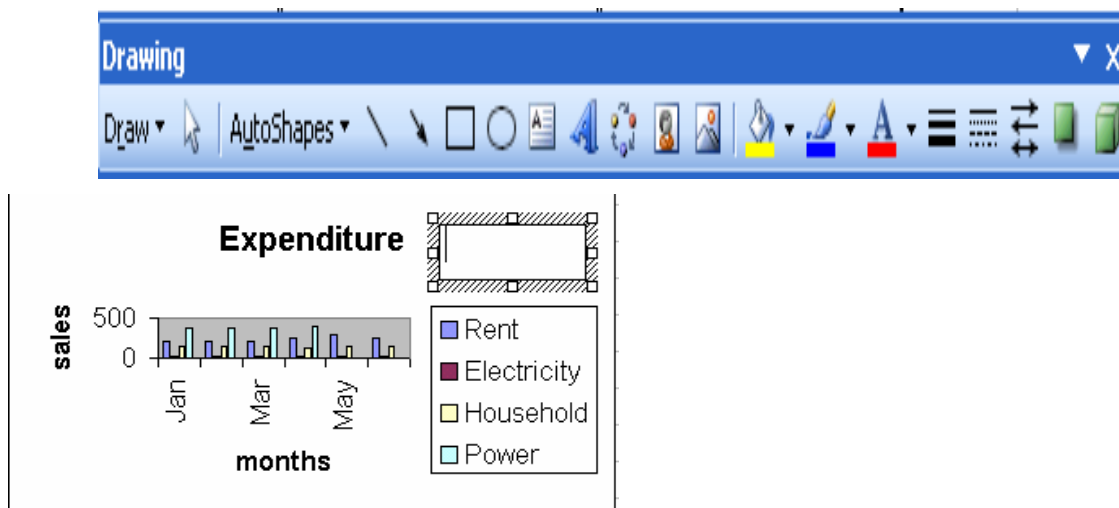 Drawing
Draw AutoShapes A
Expenditure
sales
500
0
Jan Mar May
months
Rent
Electricity
Household
Power